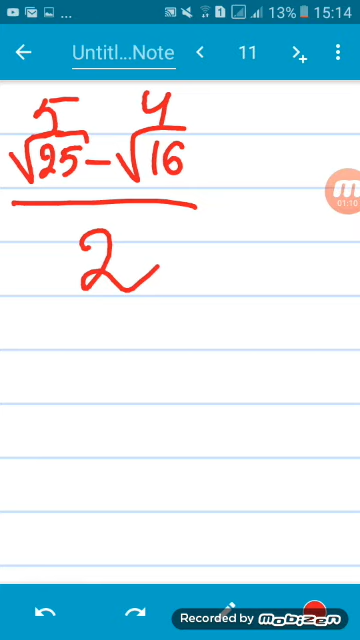 15:14
13%
...
Untitl...Note
11
5 4
√25 - √16
2
M
01:10
Recorded by mobizen